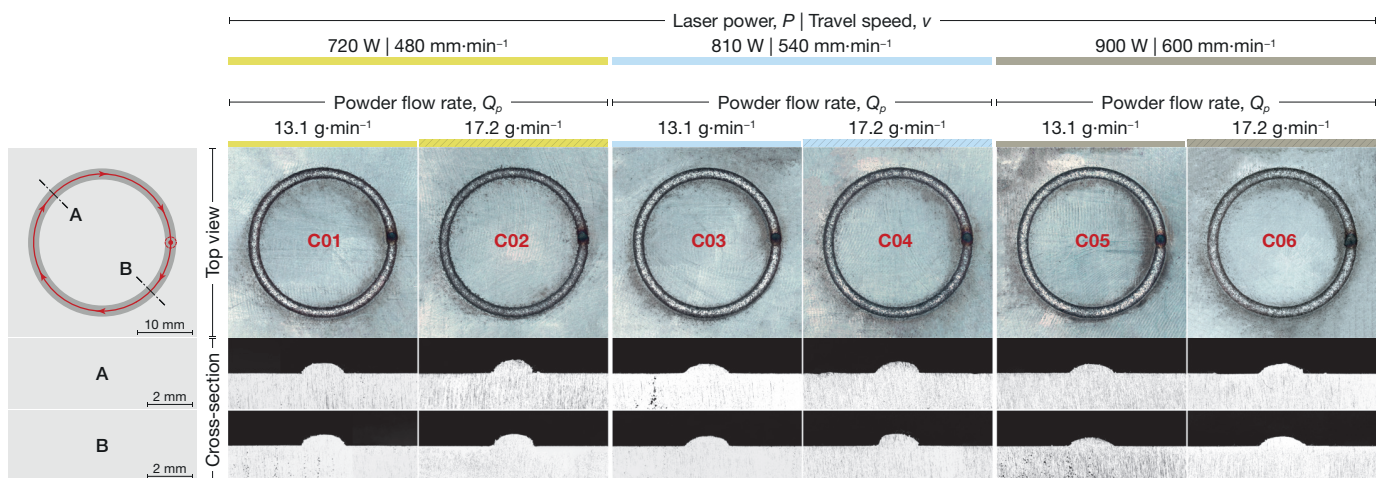 Laser power, P | Travel speed, v
720 W | 480 mm·min⁻¹
810 W | 540 mm·min⁻¹
900 W | 600 mm·min⁻¹
Powder flow rate, Qₚ
Powder flow rate, Qₚ
Powder flow rate, Qₚ
13.1 g·min⁻¹
17.2 g·min⁻¹
13.1 g·min⁻¹
17.2 g·min⁻¹
13.1 g·min⁻¹
17.2 g·min⁻¹
A
B
10 mm
Top view
C01
C02
C03
C04
C05
C06
A
2 mm
B
2 mm
Cross-section